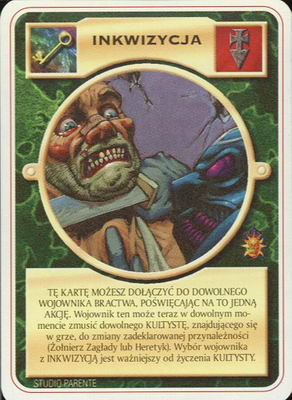 INKWIZYCJA
TĘ KARTĘ MOŻESZ DOŁĄCZYĆ DO DOWOLNEGO
WOJOWNIKA BRACTWA, POŚWIĘCAJĄC NA TO JEDNĄ
AKCJĘ. Wojownik ten może teraz w dowolnym mo-
mencie zmusić dowolnego KULTYSTĘ, znajdującego się
w grze, do zmiany zadeklarowanej przynależności
(Żołnierz Zagłady lub Heretyk). Wybór wojownika
z INKWIZYCJĄ jest ważniejszy od życzenia KULTYSTY.
STUDIO PARENTE